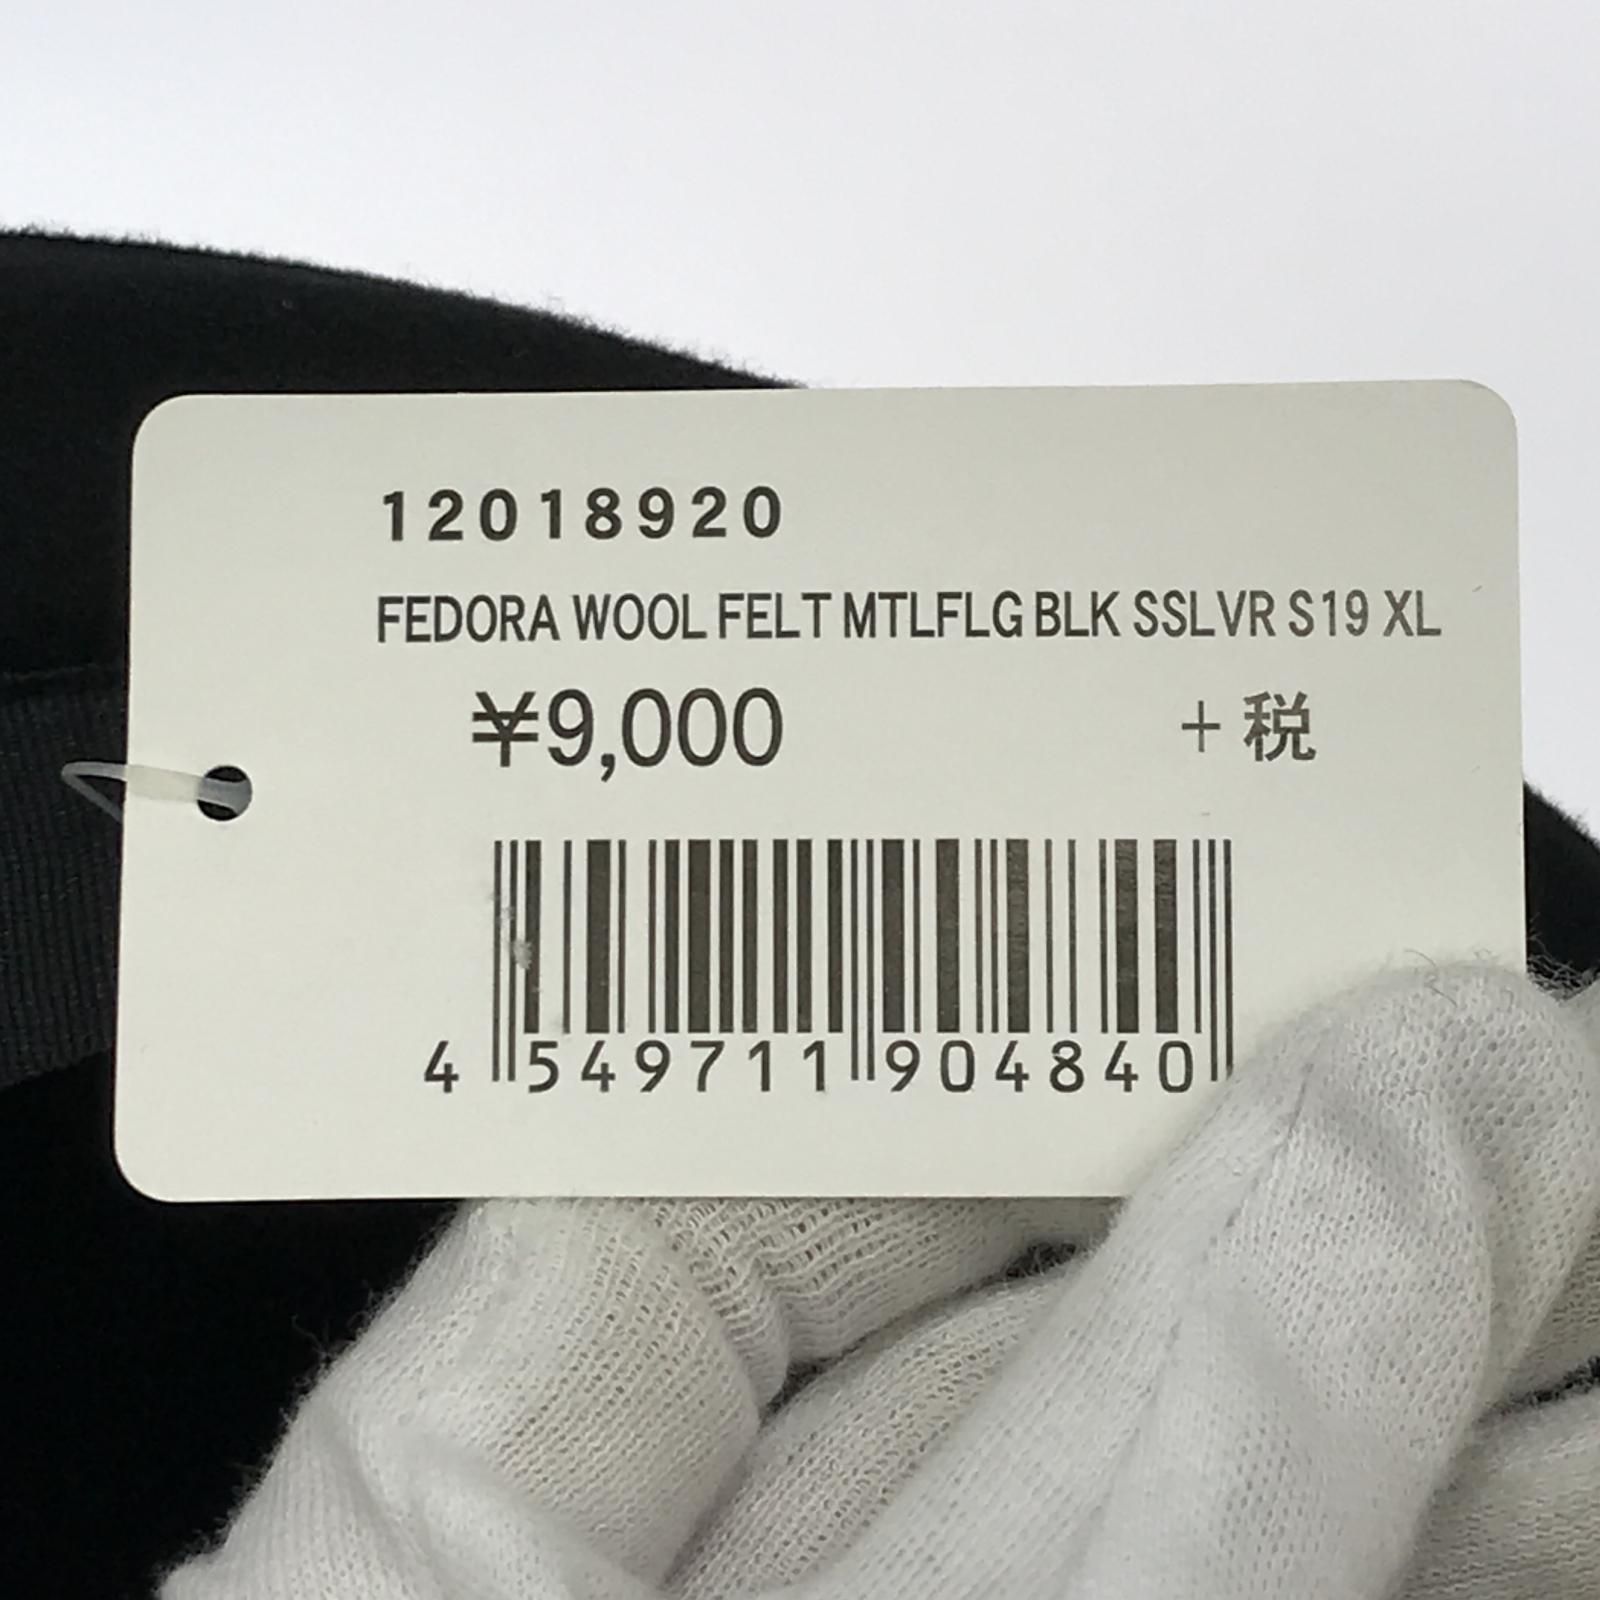 12018920
FEDORA WOOL FELT MTLFLG BLK SSLVR S19 XL
¥9,000 +税
4 549711 904840